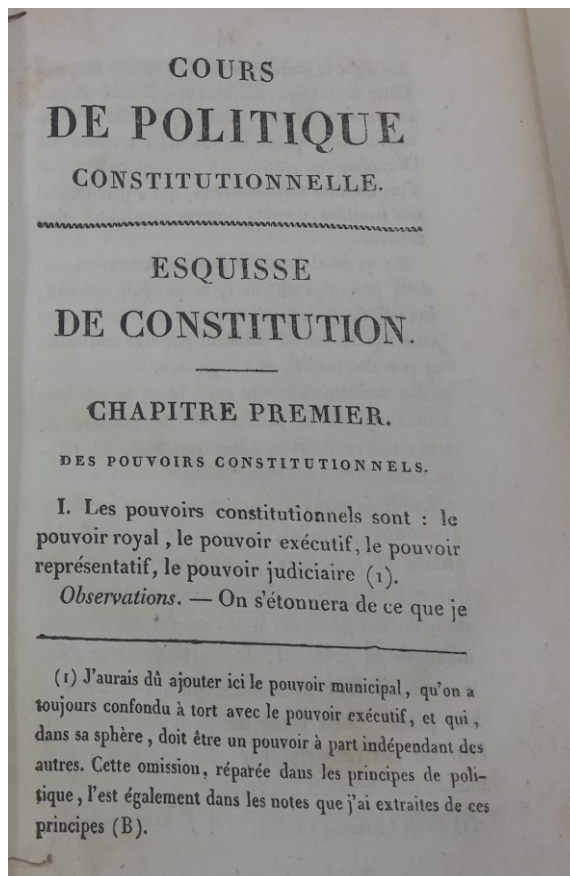 COURS
DE POLITIQUE
CONSTITUTIONNELLE.
ESQUISSE
DE CONSTITUTION.
CHAPITRE PREMIER.
DES POUVOIRS CONSTITUTIONNELS.
I. Les pouvoirs constitutionnels sont : le
pouvoir royal , le pouvoir exécutif, le pouvoir
représentatif, le pouvoir judiciaire (1).
Observations. — On s'étonnera de ce que je
(1) J'aurais dû ajouter ici le pouvoir municipal, qu'on a
toujours confondu à tort avec le pouvoir exécutif, et qui ,
dans sa sphère , doit être un pouvoir à part indépendant des
autres. Cette omission, réparée dans les principes de poli-
tique , l'est également dans les notes que j'ai extraites de ces
principes (B).